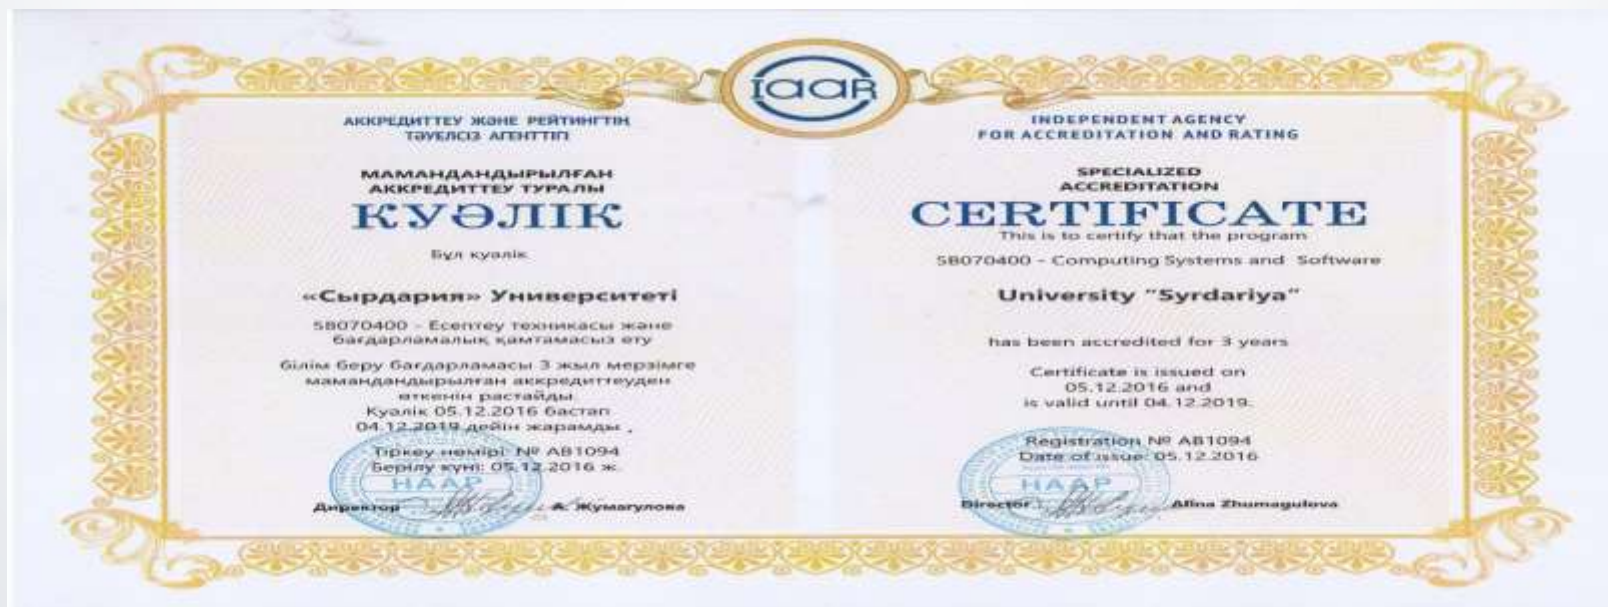 IAAR
АККРЕДИТТЕУ ЖӘНЕ РЕЙТИНГТІҢ
ТӘУЕЛСІЗ АГЕНТТІГІ
МАМАНДАНДЫРЫЛҒАН
АККРЕДИТТЕУ ТУРАЛЫ
КУӘЛІК
Бұл куәлік
«Сырдария» Университеті
5В070400 – Есептеу техникасы және
бағдарламалық қамтамасыз ету
білім беру бағдарламасы 3 жыл мерзімге
мамандандырылған аккредиттеуден
өткенін растайды.
Куәлік 05.12.2016 бастап
04.12.2019 дейін жарамды .
Тіркеу нөмірі: № АВ1094
Берілу күні: 05.12.2016 ж.
НААР
Директор А. Жұмағулова
INDEPENDENT AGENCY
FOR ACCREDITATION AND RATING
SPECIALIZED
ACCREDITATION
CERTIFICATE
This is to certify that the program
5B070400 – Computing Systems and Software
University "Syrdariya"
has been accredited for 3 years
Certificate is issued on
05.12.2016 and
is valid until 04.12.2019.
Registration № AB1094
Date of issue: 05.12.2016
НААР
Director Alina Zhumagulova